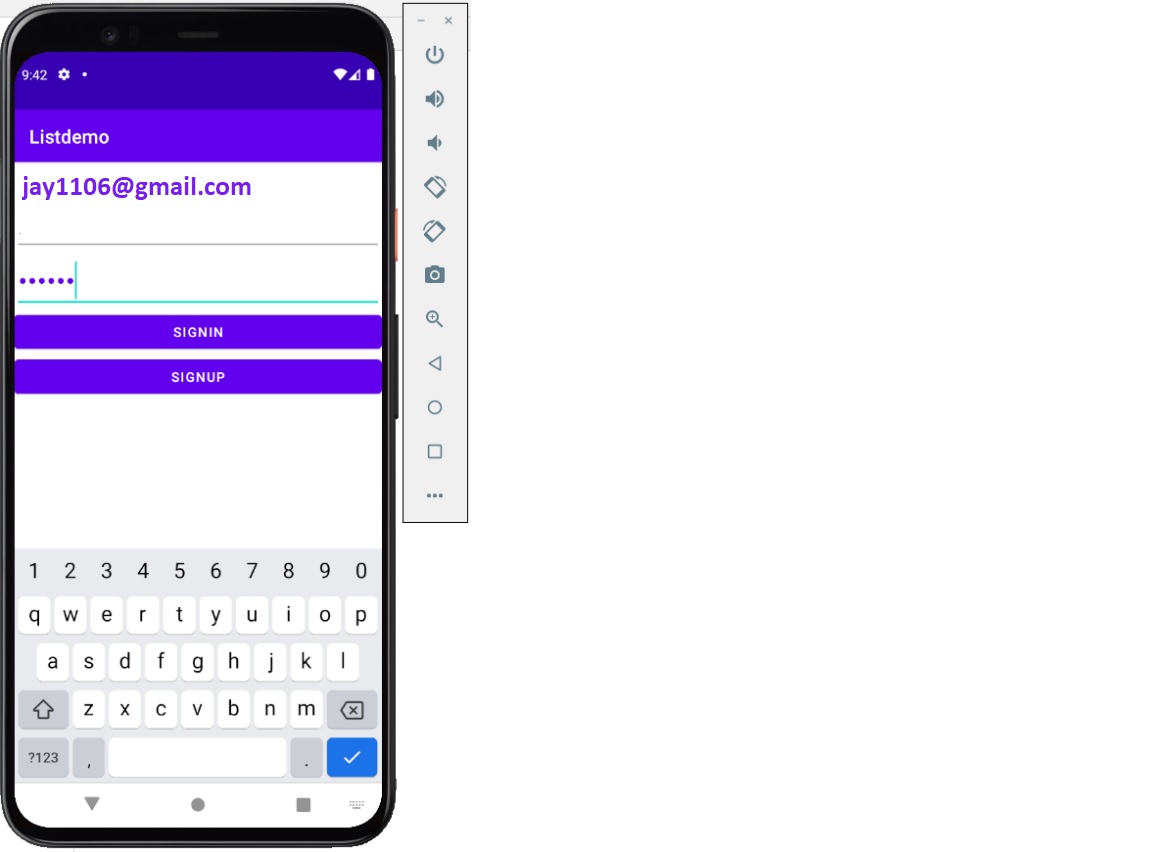 9:42
Listdemo
jay1106@gmail.com
••••••
SIGNIN
SIGNUP
1 2 3 4 5 6 7 8 9 0
q w e r t y u i o p
a s d f g h j k l
z x c v b n m
?123 , .